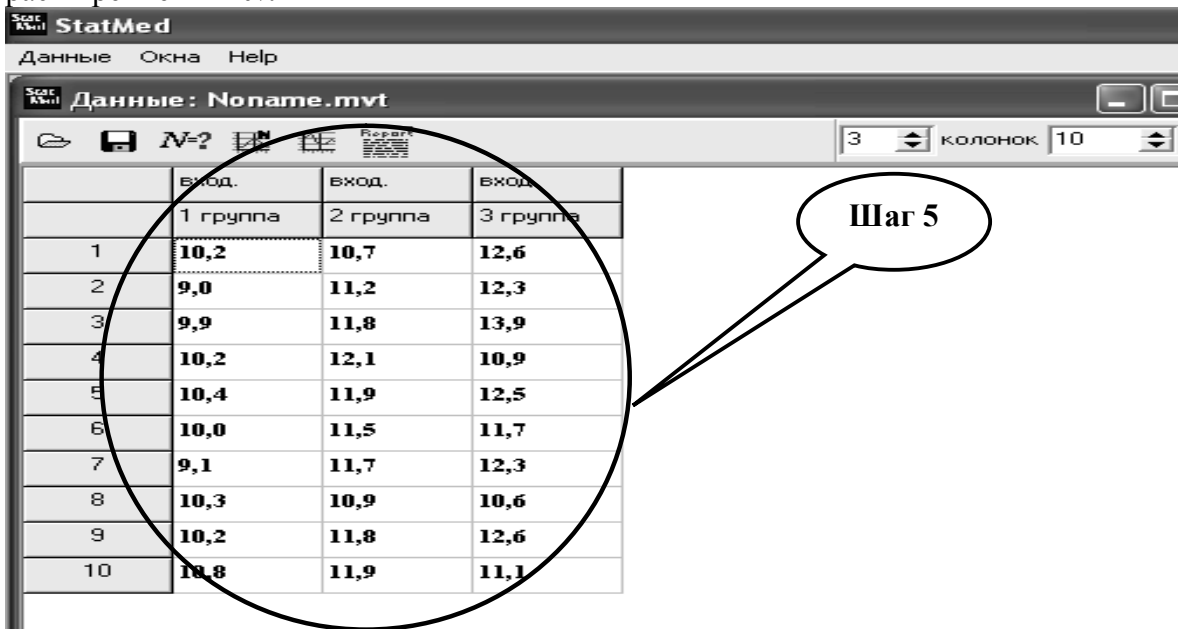 StatMed
Данные Окна Help
Данные: Noname.mvt
N=? Report 3 колонок 10
вход. вход. вход.
1 группа 2 группа 3 группа
Шаг 5
1 10,2 10,7 12,6
2 9,0 11,2 12,3
3 9,9 11,8 13,9
4 10,2 12,1 10,9
5 10,4 11,9 12,5
6 10,0 11,5 11,7
7 9,1 11,7 12,3
8 10,3 10,9 10,6
9 10,2 11,8 12,6
10 10,8 11,9 11,1